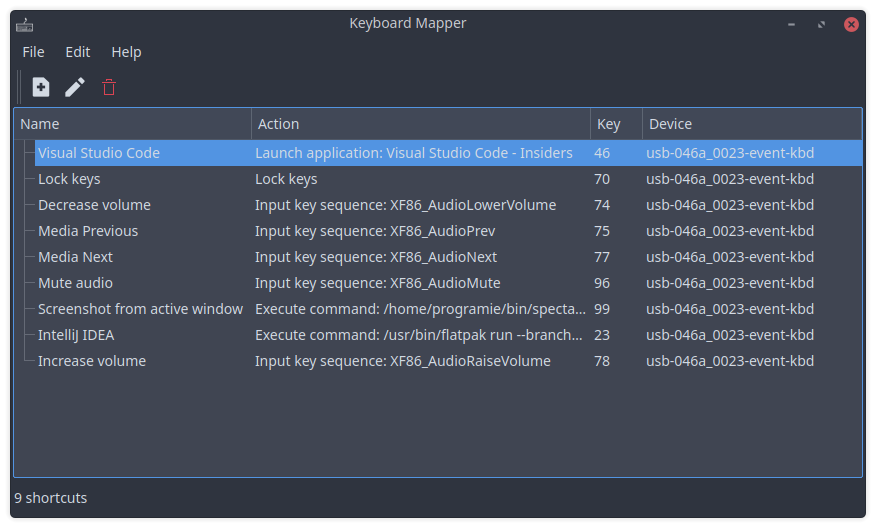 Keyboard Mapper
File Edit Help
Name Action Key Device
Visual Studio Code Launch application: Visual Studio Code - Insiders 46 usb-046a_0023-event-kbd
Lock keys Lock keys 70 usb-046a_0023-event-kbd
Decrease volume Input key sequence: XF86_AudioLowerVolume 74 usb-046a_0023-event-kbd
Media Previous Input key sequence: XF86_AudioPrev 75 usb-046a_0023-event-kbd
Media Next Input key sequence: XF86_AudioNext 77 usb-046a_0023-event-kbd
Mute audio Input key sequence: XF86_AudioMute 96 usb-046a_0023-event-kbd
Screenshot from active window Execute command: /home/programie/bin/specta... 99 usb-046a_0023-event-kbd
IntelliJ IDEA Execute command: /usr/bin/flatpak run --branch... 23 usb-046a_0023-event-kbd
Increase volume Input key sequence: XF86_AudioRaiseVolume 78 usb-046a_0023-event-kbd
9 shortcuts